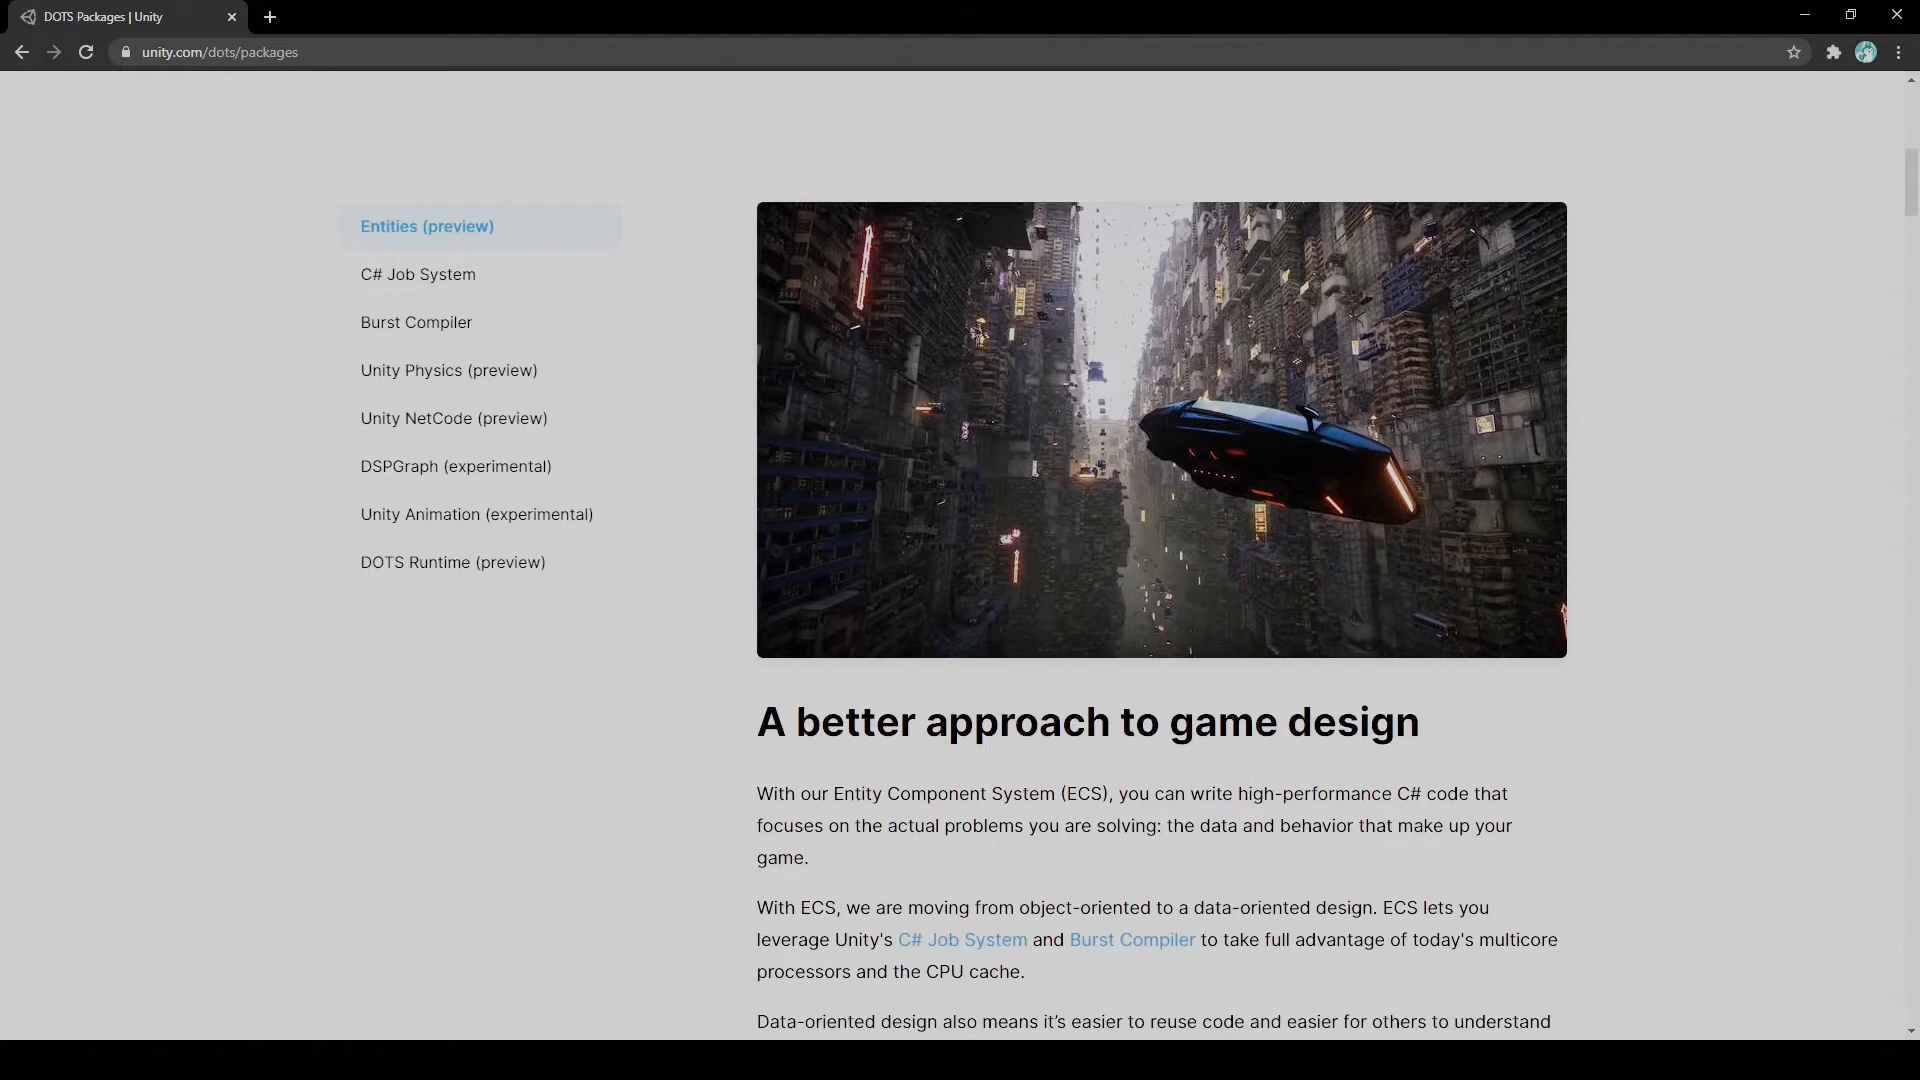 DOTS Packages | Unity
unity.com/dots/packages
Entities (preview)
C# Job System
Burst Compiler
Unity Physics (preview)
Unity NetCode (preview)
DSPGraph (experimental)
Unity Animation (experimental)
DOTS Runtime (preview)
A better approach to game design
With our Entity Component System (ECS), you can write high-performance C# code that
focuses on the actual problems you are solving: the data and behavior that make up your
game.
With ECS, we are moving from object-oriented to a data-oriented design. ECS lets you
leverage Unity's C# Job System and Burst Compiler to take full advantage of today's multicore
processors and the CPU cache.
Data-oriented design also means it’s easier to reuse code and easier for others to understand